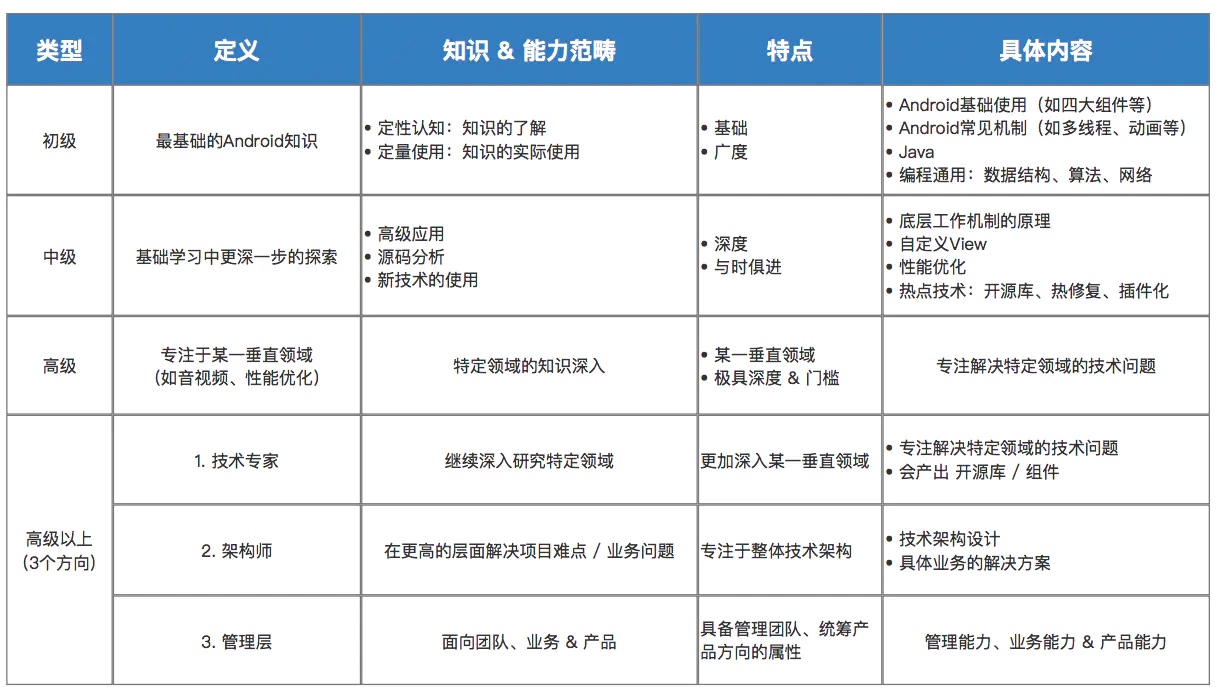 类型
定义
知识 & 能力范畴
特点
具体内容
初级
最基础的Android知识
• 定性认知：知识的了解
• 定量使用：知识的实际使用
• 基础
• 广度
• Android基础使用（如四大组件等）
• Android常见机制（如多线程、动画等）
• Java
• 编程通用：数据结构、算法、网络
中级
基础学习中更深一步的探索
• 高级应用
• 源码分析
• 新技术的使用
• 深度
• 与时俱进
• 底层工作机制的原理
• 自定义View
• 性能优化
• 热点技术：开源库、热修复、插件化
高级
专注于某一垂直领域
（如音视频、性能优化）
特定领域的知识深入
• 某一垂直领域
• 极具深度 & 门槛
专注解决特定领域的技术问题
高级以上
（3个方向）
1. 技术专家
继续深入研究特定领域
更加深入某一垂直领域
• 专注解决特定领域的技术问题
• 会产出 开源库 / 组件
2. 架构师
在更高的层面解决项目难点 / 业务问题
专注于整体技术架构
• 技术架构设计
• 具体业务的解决方案
3. 管理层
面向团队、业务 & 产品
具备管理团队、统筹产
品方向的属性
管理能力、业务能力 & 产品能力